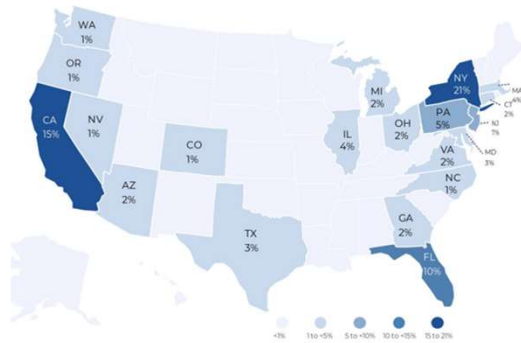 WA
1%
OR
1%
CA
15%
NV
1%
AZ
2%
CO
1%
TX
3%
IL
4%
MI
2%
OH
2%
GA
2%
FL
10%
NC
1%
VA
2%
PA
5%
NY
21%
MA
4%
CT
2%
NJ
7%
MD
3%
<1%
1 to <5%
5 to <10%
10 to <15%
15 to 21%